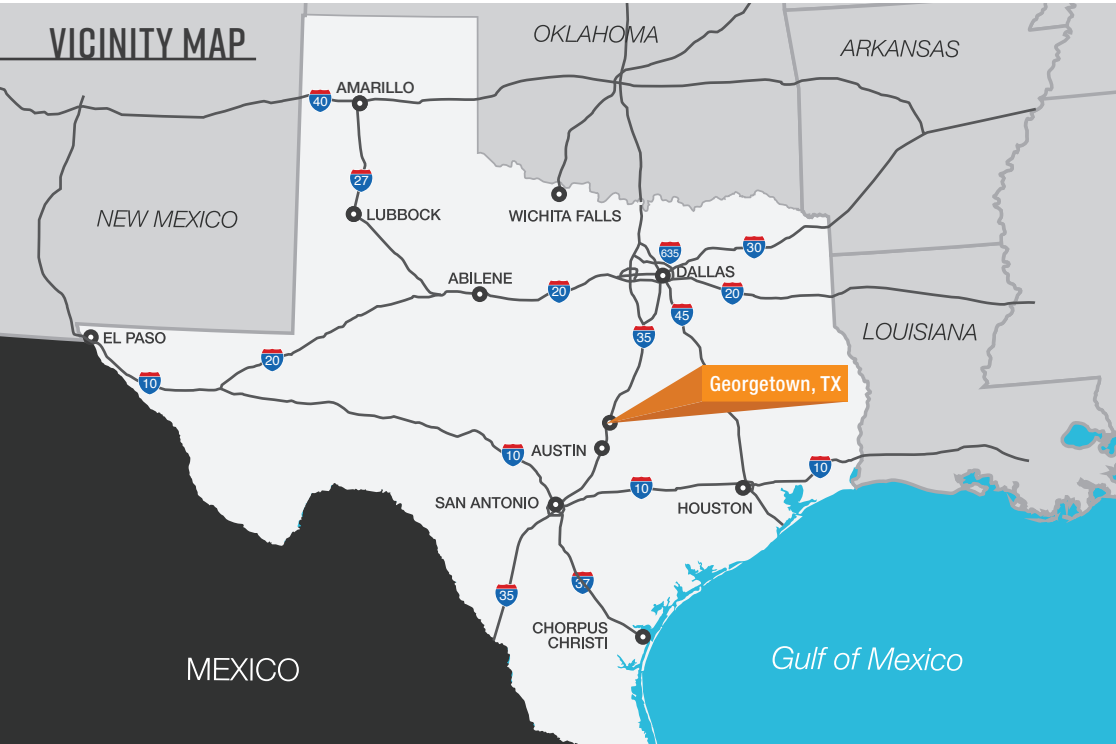 VICINITY MAP
OKLAHOMA
ARKANSAS
AMARILLO
40
27
NEW MEXICO
LUBBOCK
WICHITA FALLS
635
30
DALLAS
ABILENE
20
20
45
35
LOUISIANA
EL PASO
20
10
Georgetown, TX
AUSTIN
10
10
10
SAN ANTONIO
HOUSTON
35
37
CHORPUS
CHRISTI
MEXICO
Gulf of Mexico